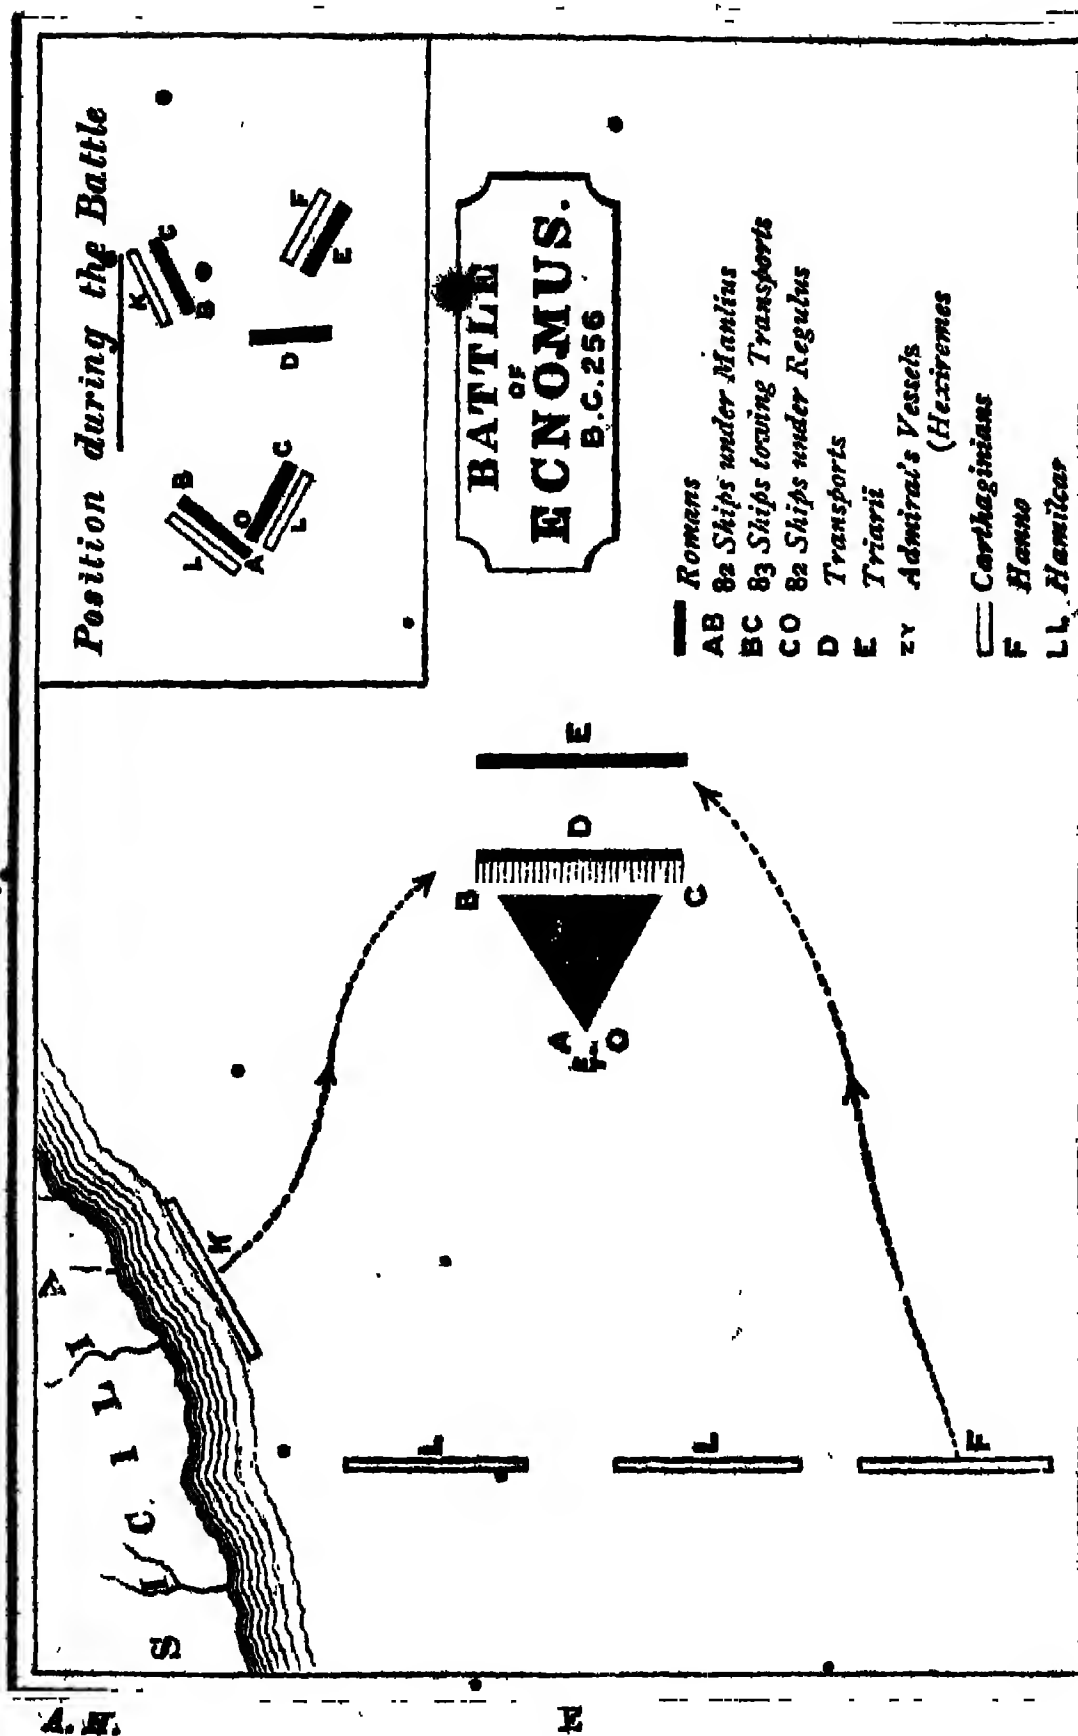 Position during the Battle
K
C
B
F
E
D
B
L
A
O
C
L
BATTLE
OF
ECNOMUS.
B.C. 256
Romans
AB 82 Ships under Manlius
BC 83 Ships towing Transports
CO 82 Ships under Regulus
D Transports
E Triarii
ZY Admiral's Vessels
(Hexiremes
Carthaginians
F Hanno
LL Hamilcar
SICILY
K
L
L
F
A
O
B
C
D
E
A. H.
E